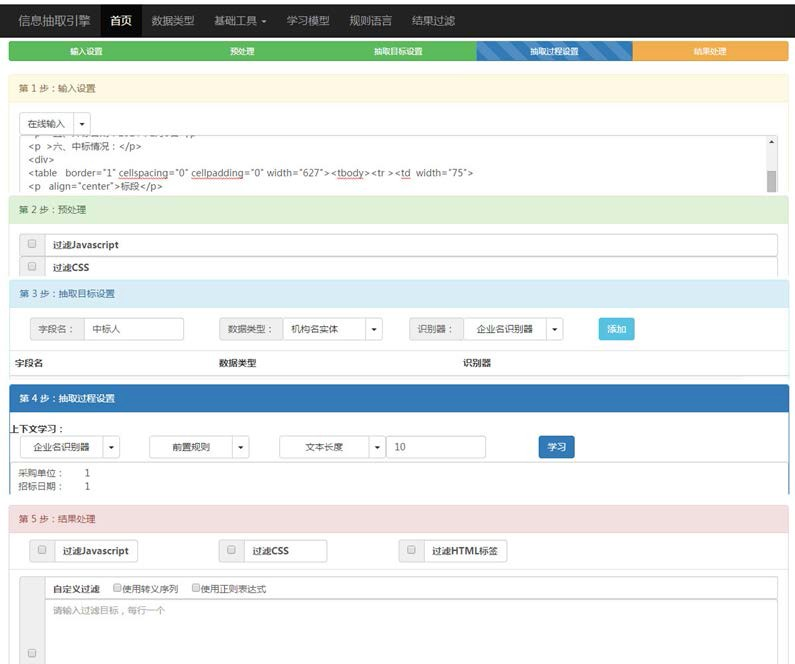 信息抽取引擎 首页 数据类型 基础工具 学习模型 规则语言 结果过滤
输入设置 预处理 抽取目标设置 抽取过程设置 结果处理
第 1 步：输入设置
在线输入
<p >六、中标情况：</p>
<div>
<table border="1" cellspacing="0" cellpadding="0" width="627"><tbody><tr ><td width="75">
<p align="center">标段</p>
第 2 步：预处理
过滤Javascript
过滤CSS
第 3 步：抽取目标设置
字段名： 中标人 数据类型： 机构名实体 识别器： 企业名识别器 添加
字段名 数据类型 识别器
第 4 步：抽取过程设置
上下文学习：
企业名识别器 前置规则 文本长度 10 学习
采购单位： 1
招标日期： 1
第 5 步：结果处理
过滤Javascript 过滤CSS 过滤HTML标签
自定义过滤 使用转义序列 使用正则表达式
请输入过滤目标，每行一个